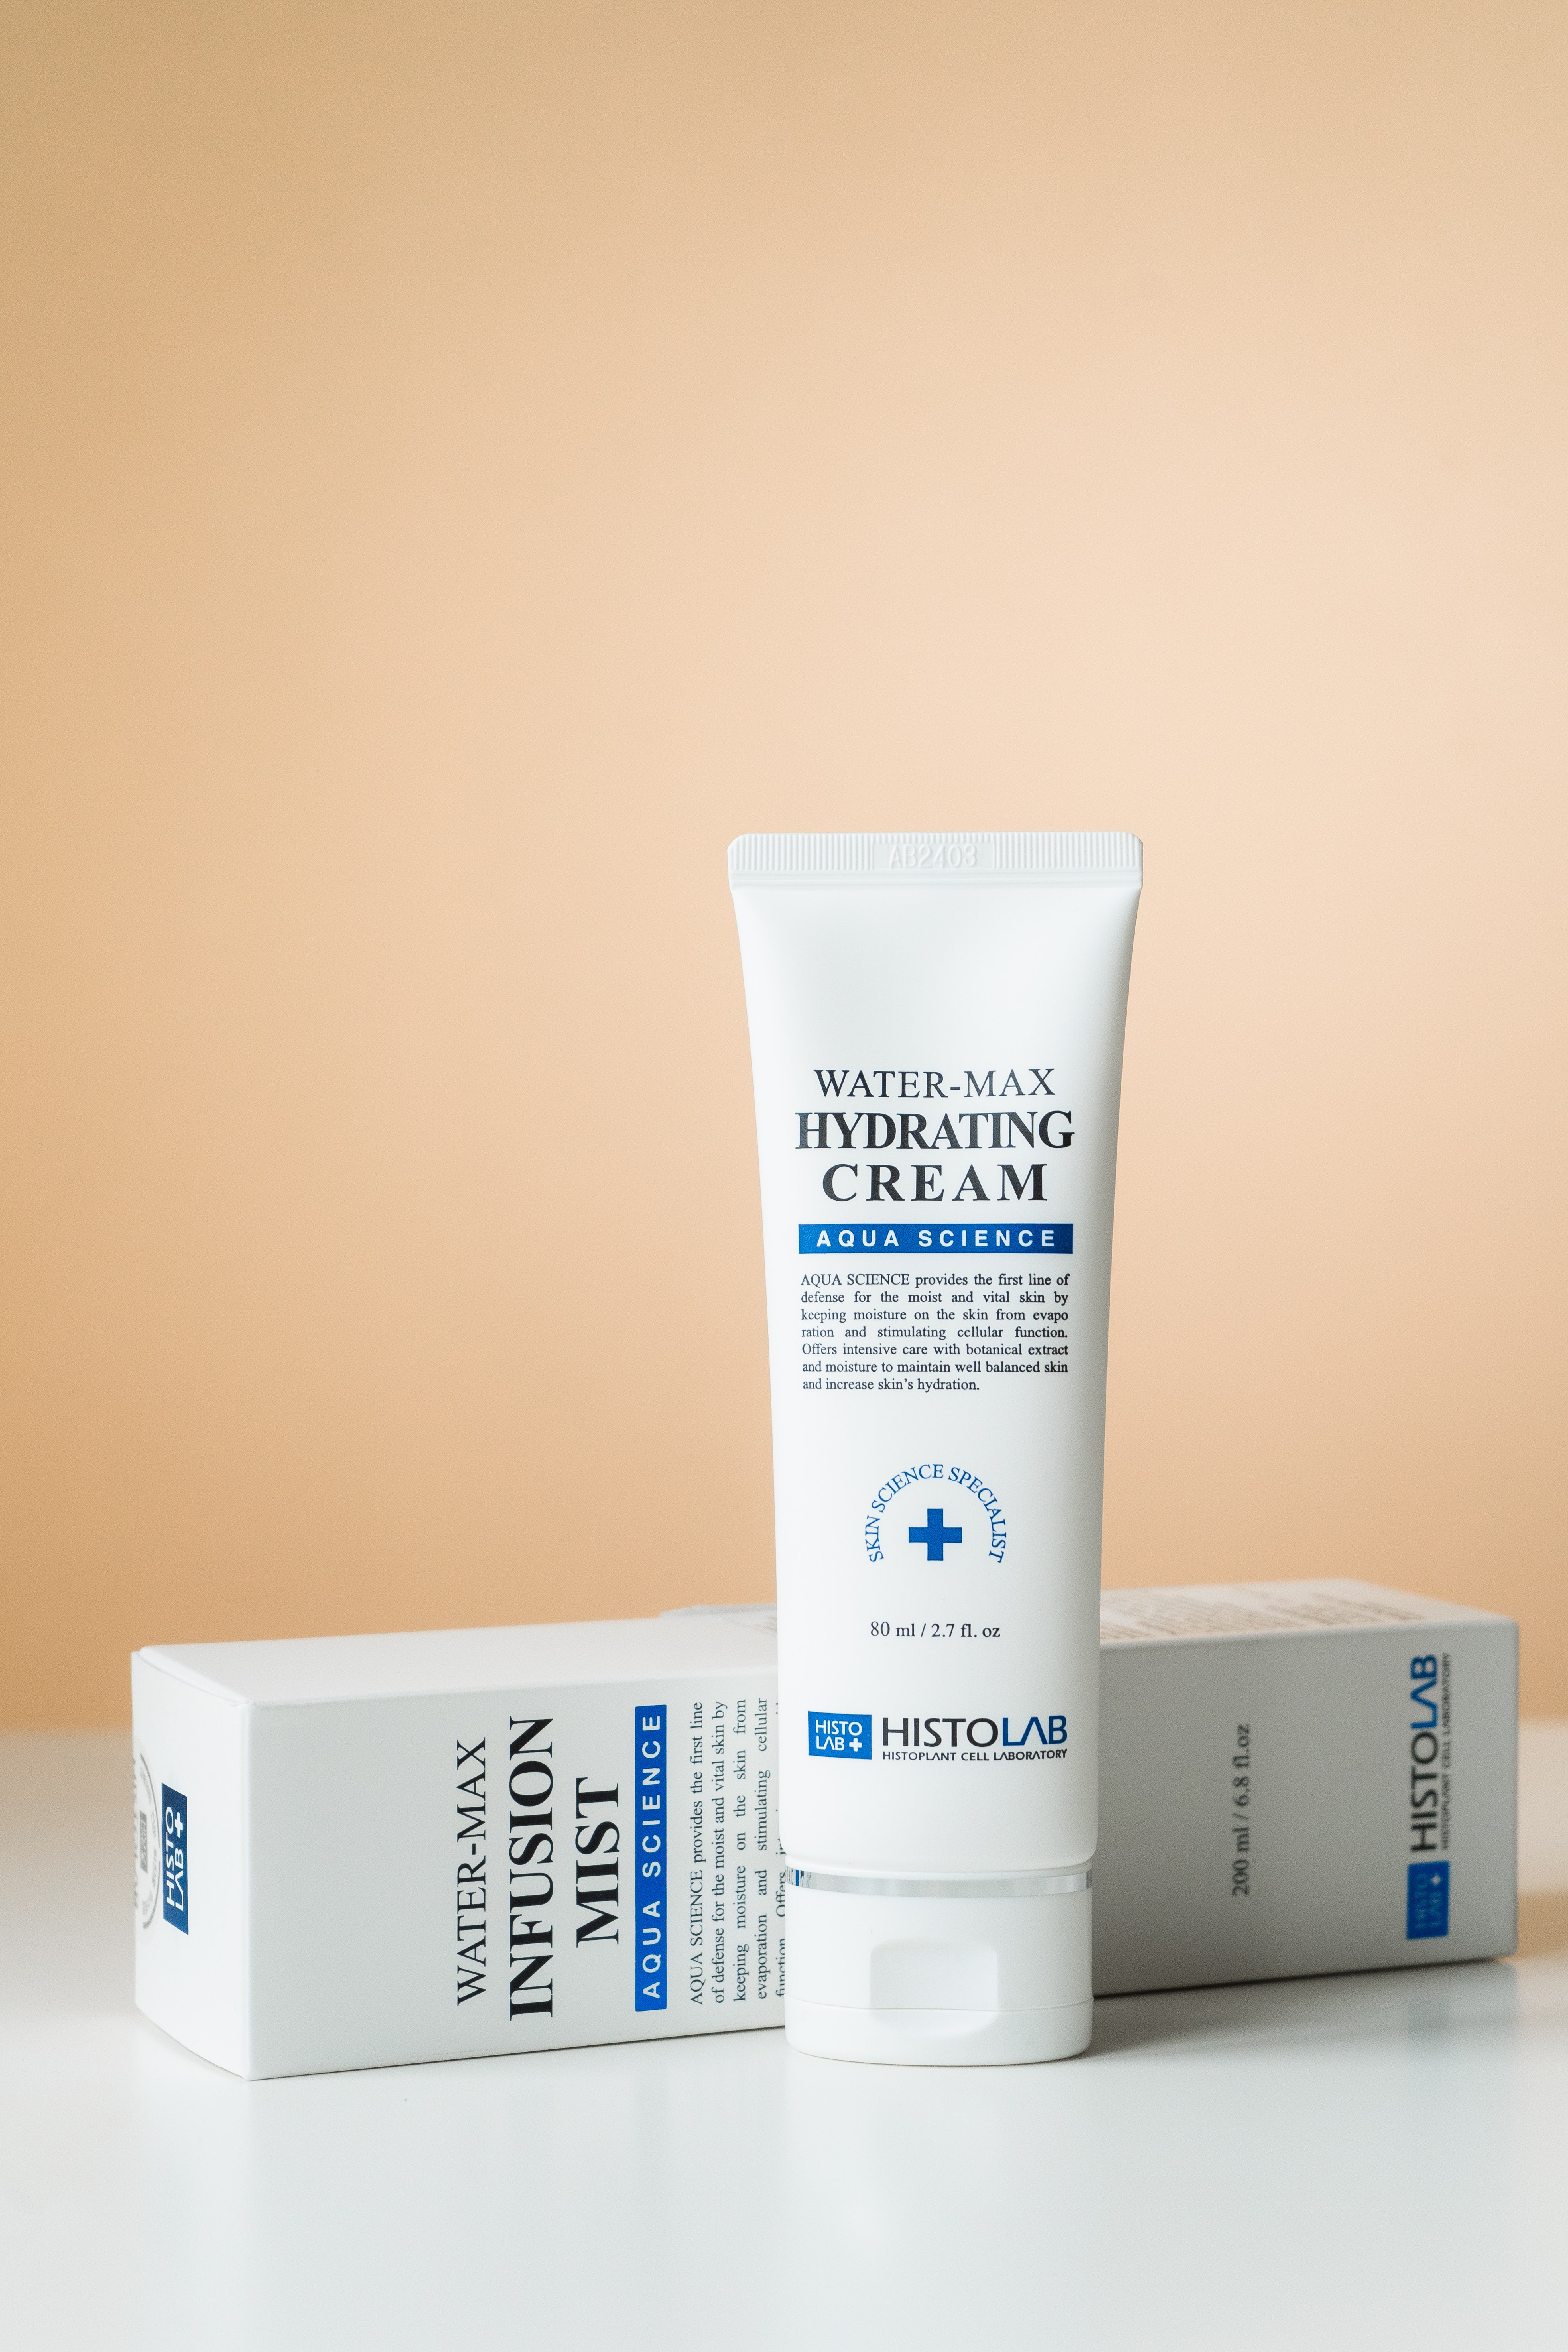 AB2403
WATER-MAX
HYDRATING
CREAM
AQUA SCIENCE
AQUA SCIENCE provides the first line of
defense for the moist and vital skin by
keeping moisture on the skin from evapo
ration and stimulating cellular function.
Offers intensive care with botanical extract
and moisture to maintain well balanced skin
and increase skin's hydration.
SKIN SCIENCE SPECIALIST
80 ml / 2.7 fl. oz
HISTO
LAB+
HISTOLAB
HISTOPLANT CELL LABORATORY
HISTO
LAB+
WATER-MAX
INFUSION
MIST
AQUA SCIENCE
AQUA SCIENCE provides the first line
of defense for the moist and vital skin by
keeping moisture on the skin from
evaporation and stimulating cellular
function. Offers
200 ml / 6.8 fl.oz
HISTO
LAB+
HISTOLAB
HISTOPLANT CELL LABORATORY